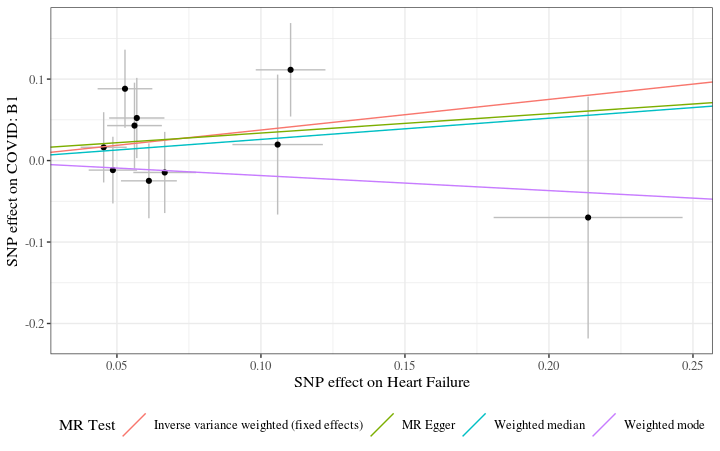 SNP effect on COVID: B1
0.1
0.0
-0.1
-0.2
0.05
0.10
0.15
0.20
0.25
SNP effect on Heart Failure
MR Test
Inverse variance weighted (fixed effects)
MR Egger
Weighted median
Weighted mode